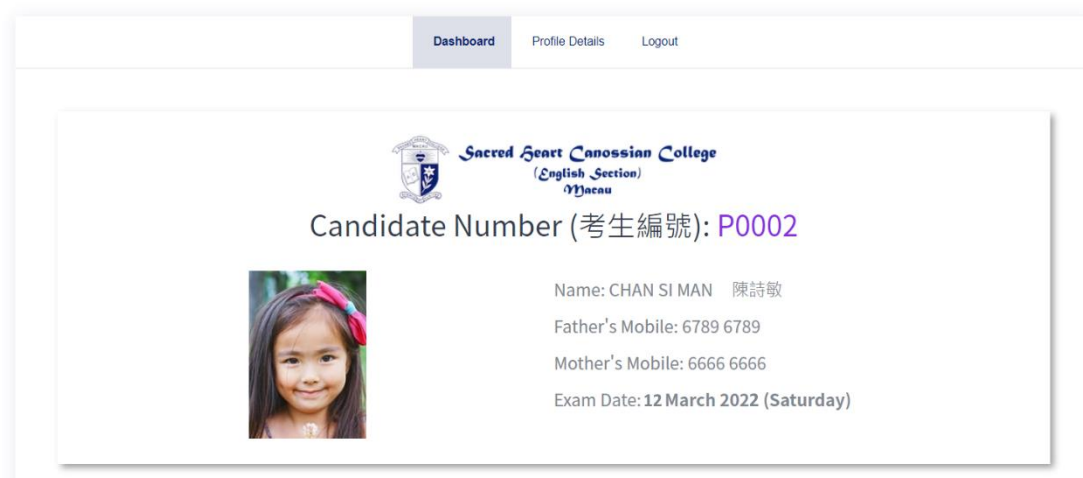 Dashboard Profile Details Logout
Sacred Heart Canossian College
(English Section)
Macau
Candidate Number (考生編號): P0002
Name: CHAN SI MAN 陳詩敏
Father's Mobile: 6789 6789
Mother's Mobile: 6666 6666
Exam Date: 12 March 2022 (Saturday)